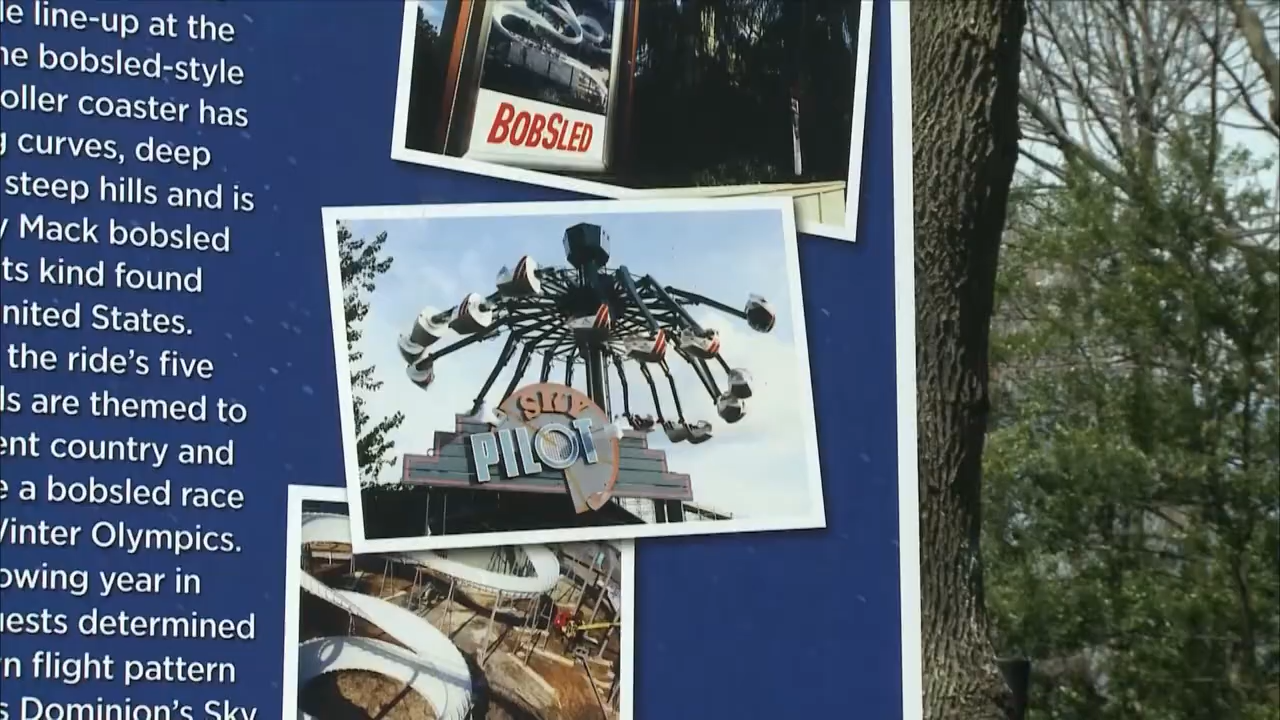 e line-up at the
e bobsled-style
oller coaster has
g curves, deep
steep hills and is
y Mack bobsled
ts kind found
nited States.
the ride's five
ls are themed to
ent country and
e a bobsled race
Winter Olympics.
owing year in
uests determined
n flight pattern
s Dominion's Sky
BOBSLED
SKY
PILOT